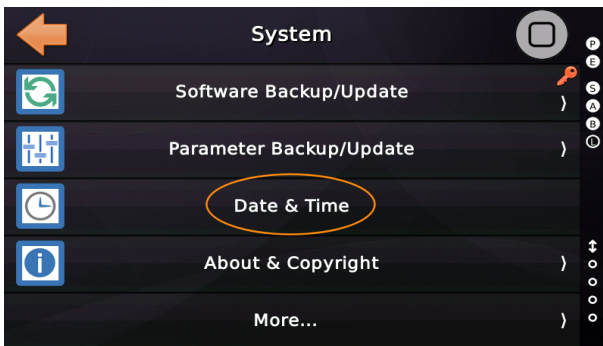 System
Software Backup/Update
Parameter Backup/Update
Date & Time
About & Copyright
More...
P
E
S
A
B
L